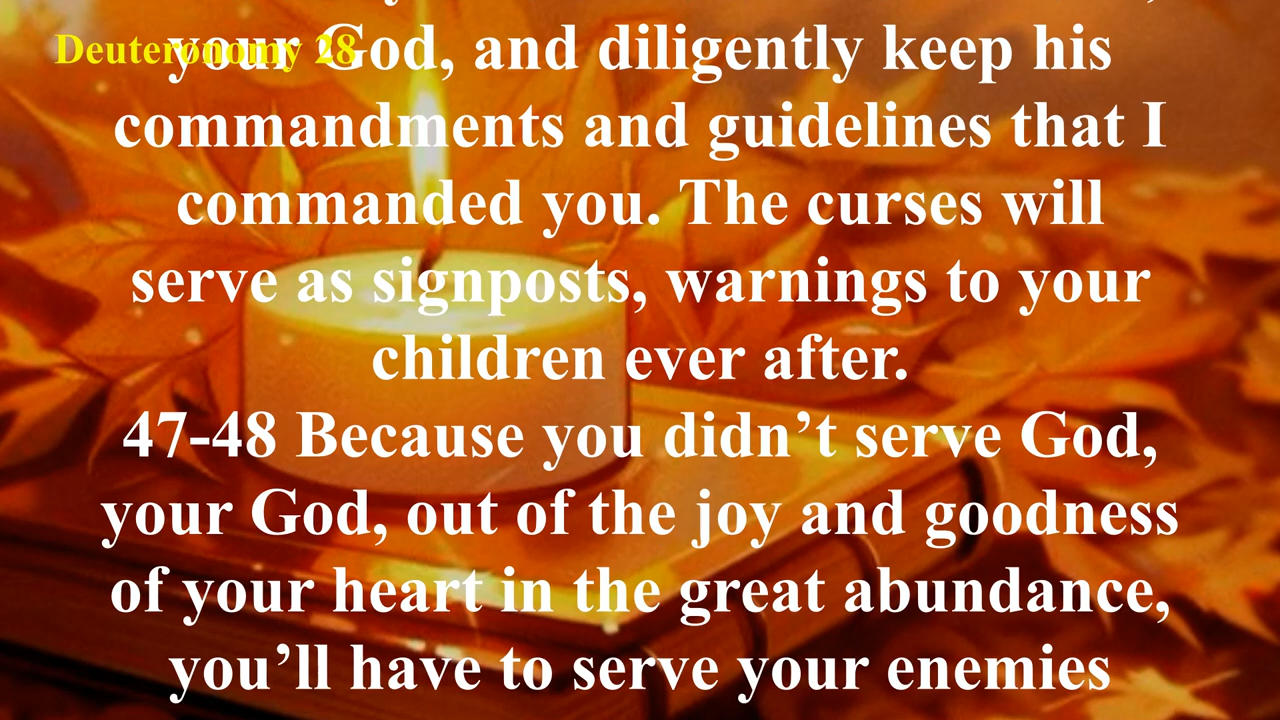 Deuteronomy 28
your God, and diligently keep his
commandments and guidelines that I
commanded you. The curses will
serve as signposts, warnings to your
children ever after.
47-48 Because you didn’t serve God,
your God, out of the joy and goodness
of your heart in the great abundance,
you’ll have to serve your enemies